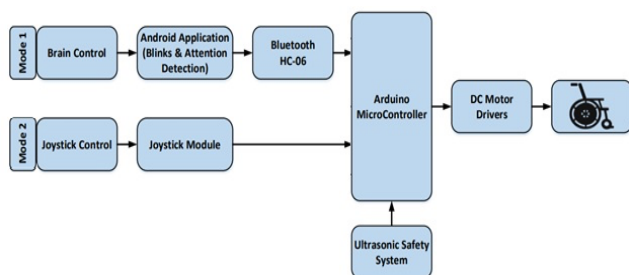 Mode 1
Brain Control
Android Application
(Blinks & Attention
Detection)
Bluetooth
HC-06
Arduino
MicroController
DC Motor
Drivers
Mode 2
Joystick Control
Joystick Module
Ultrasonic Safety
System